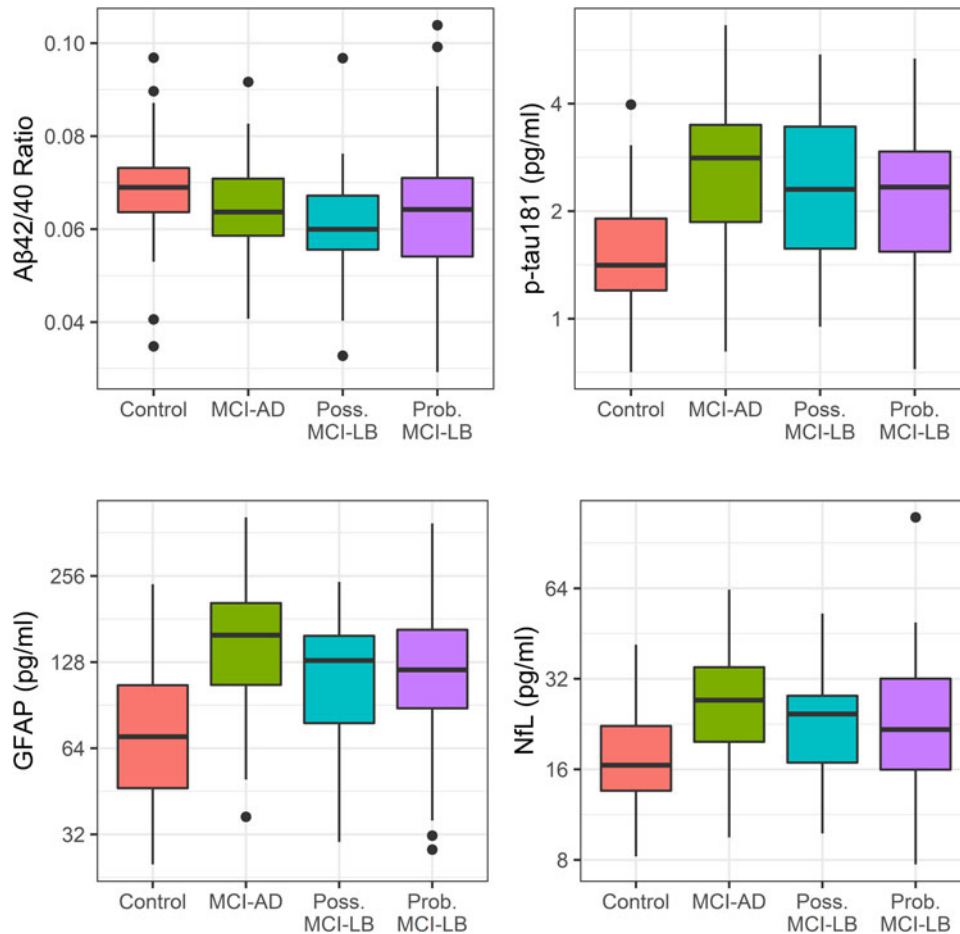 Aβ42/40 Ratio
0.10
0.08
0.06
0.04
Control
MCI-AD
Poss.
MCI-LB
Prob.
MCI-LB
p-tau181 (pg/ml)
4
2
1
Control
MCI-AD
Poss.
MCI-LB
Prob.
MCI-LB
GFAP (pg/ml)
256
128
64
32
Control
MCI-AD
Poss.
MCI-LB
Prob.
MCI-LB
NfL (pg/ml)
64
32
16
8
Control
MCI-AD
Poss.
MCI-LB
Prob.
MCI-LB